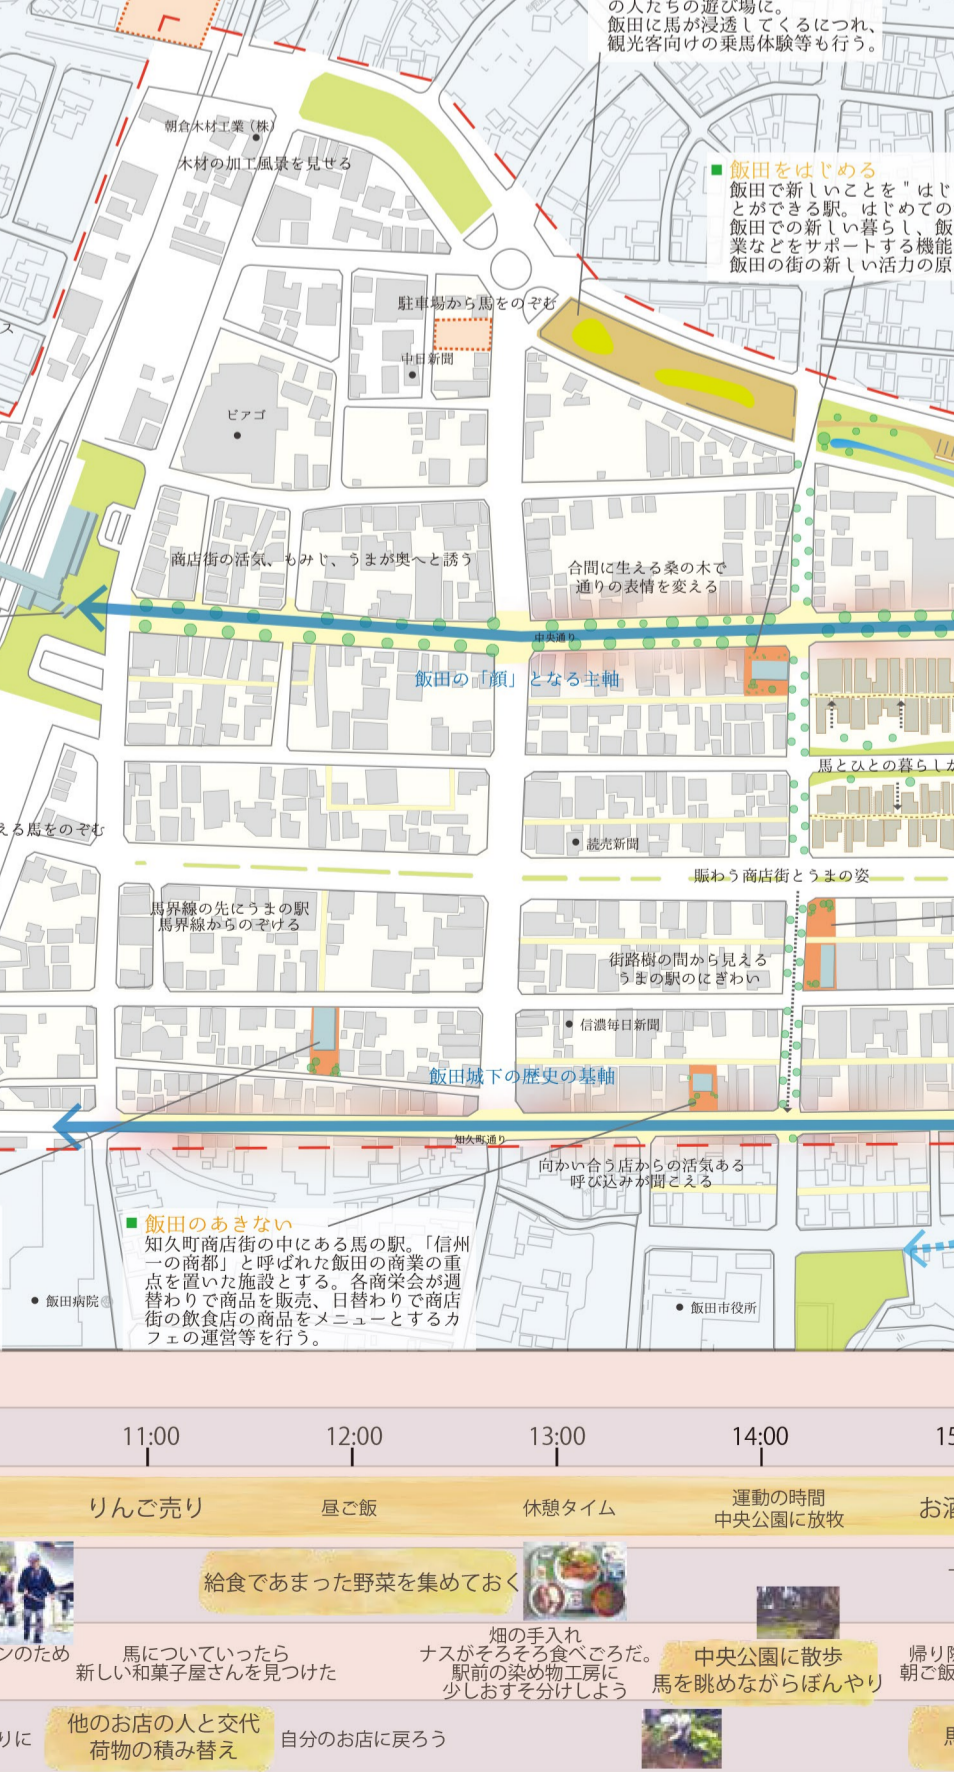 の人たちの遊び場に。
飯田に馬が浸透してくるにつれ、
観光客向けの乗馬体験等も行う。
朝倉木材工業（株）
木材の加工風景を見せる
飯田をはじめる
飯田で新しいことを＂はじ
とができる駅。はじめての
飯田での新しい暮らし、飯
業などをサポートする機能
飯田の街の新しい活力の原
駐車場から馬をのぞむ
ス
中日新聞
ピアゴ
商店街の活気、もみじ、うまが奥へと誘う
合間に生える桑の木で
通りの表情を変える
中央通り
飯田の「顔」となる主軸
馬とひとの暮らしが
える馬をのぞむ
読売新聞
賑わう商店街とうまの姿
馬界線の先にうまの駅
馬界線からのぞける
街路樹の間から見える
うまの駅のにぎわい
信濃毎日新聞
飯田城下の歴史の基軸
知久町通り
向かい合う店からの活気ある
呼び込みが聞こえる
飯田のあきない
知久町商店街の中にある馬の駅。「信州
一の商都」と呼ばれた飯田の商業の重
点を置いた施設とする。各商栄会が週
替わりで商品を販売、日替わりで商店
街の飲食店の商品をメニューとするカ
フェの運営等を行う。
飯田病院
飯田市役所
11:00 12:00 13:00 14:00 15
りんご売り 昼ご飯 休憩タイム 運動の時間
中央公園に放牧
お酒
給食であまった野菜を集めておく
ンのため
馬についていったら
新しい和菓子屋さんを見つけた
畑の手入れ
ナスがそろそろ食べごろだ。
駅前の染め物工房に
少しおすそ分けしよう
中央公園に散歩
馬を眺めながらぼんやり
帰り際
朝ご飯
りに
他のお店の人と交代
荷物の積み替え
自分のお店に戻ろう
馬